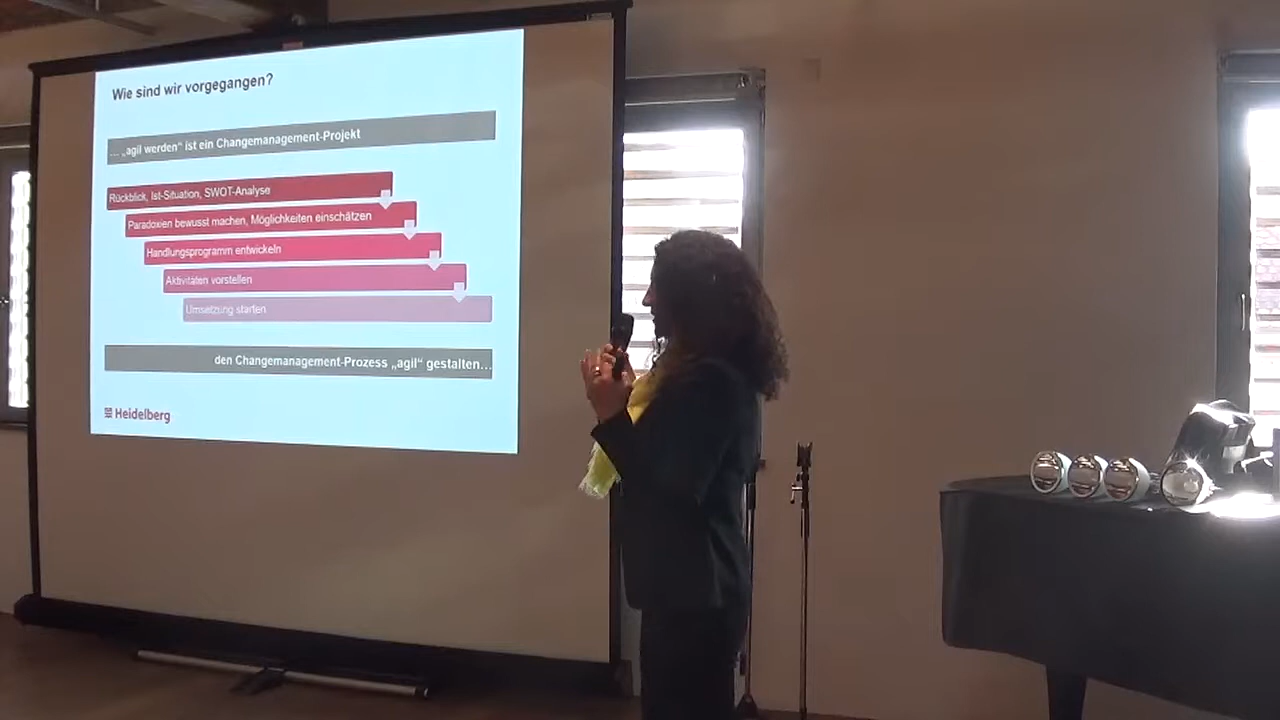 Wie sind wir vorgegangen?
... „agil werden“ ist ein Changemanagement-Projekt
Rückblick, Ist-Situation, SWOT-Analyse
Paradoxien bewusst machen, Möglichkeiten einschätzen
Handlungsprogramm entwickeln
Aktivitäten vorstellen
Umsetzung starten
den Changemanagement-Prozess „agil“ gestalten...
Heidelberg